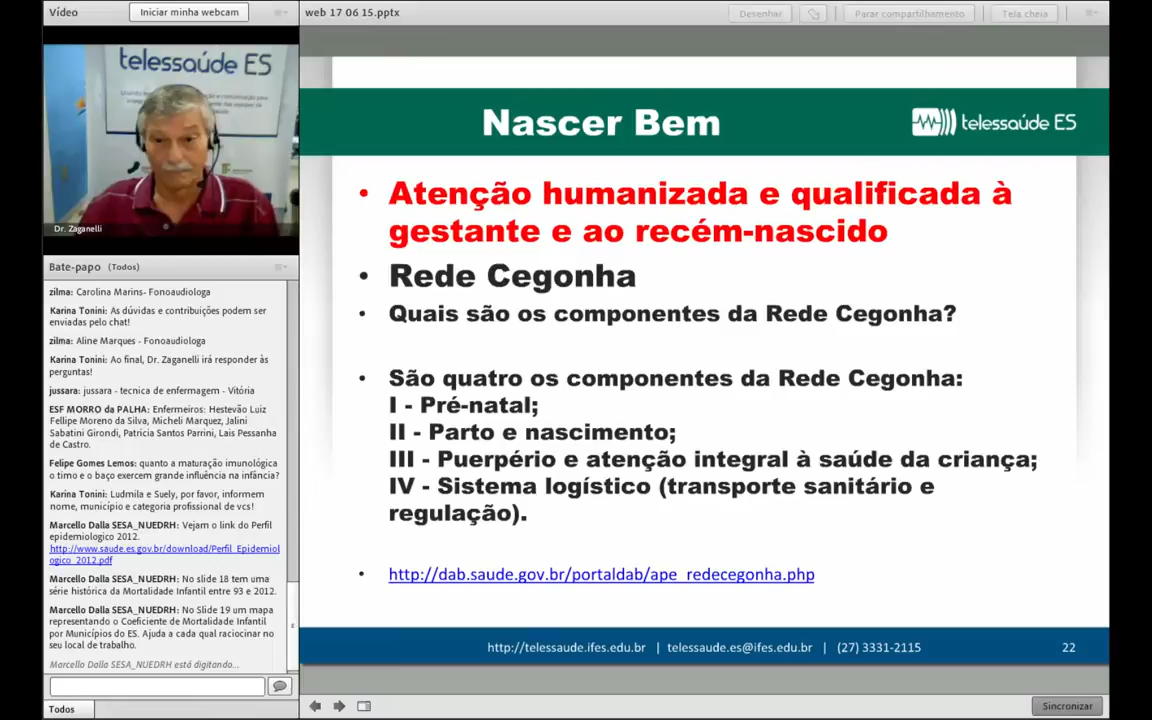 Vídeo
Iniciar minha webcam
web 17 06 15.pptx
Desenhar
Parar compartilhamento
Tela cheia
telessaúde ES
Dr. Zaganelli
Bate-papo (Todos)
zilma: Carolina Marins- Fonoaudiologa
Karina Tonini: As dúvidas e contribuições podem ser
enviadas pelo chat!
zilma: Aline Marques - Fonoaudiologa
Karina Tonini: Ao final, Dr. Zaganelli irá responder às
perguntas!
jussara: jussara - tecnica de enfermagem - Vitória
ESF MORRO da PALHA: Enfermeiros: Hestevão Luiz
Fellipe Moreno da Silva, Micheli Marquez, Jalini
Sabatini Girondi, Patricia Santos Parrini, Lais Pessanha
de Castro.
Felipe Gomes Lemos: quanto a maturação imunológica
o timo e o baço exercem grande influência na infância?
Karina Tonini: Ludmila e Suely, por favor, informem
nome, município e categoria profissional de vcs!
Marcello Dalla SESA_NUEDRH: Vejam o link do Perfil
epidemiologico 2012.
http://www.saude.es.gov.br/download/Perfil_Epidemiol
ogico_2012.pdf
Marcello Dalla SESA_NUEDRH: No slide 18 tem uma
série histórica da Mortalidade Infantil entre 93 e 2012.
Marcello Dalla SESA_NUEDRH: No Slide 19 um mapa
representando o Coeficiente de Mortalidade Infantil
por Municípios do ES. Ajuda a cada qual raciocinar no
seu local de trabalho.
Marcello Dalla SESA_NUEDRH está digitando...
Todos
Nascer Bem
telessaúde ES
• Atenção humanizada e qualificada à
gestante e ao recém-nascido
• Rede Cegonha
• Quais são os componentes da Rede Cegonha?
• São quatro os componentes da Rede Cegonha:
I - Pré-natal;
II - Parto e nascimento;
III - Puerpério e atenção integral à saúde da criança;
IV - Sistema logístico (transporte sanitário e
regulação).
• http://dab.saude.gov.br/portaldab/ape_redecegonha.php
http://telessaude.ifes.edu.br | telessaude.es@ifes.edu.br | (27) 3331-2115
22
Sincronizar